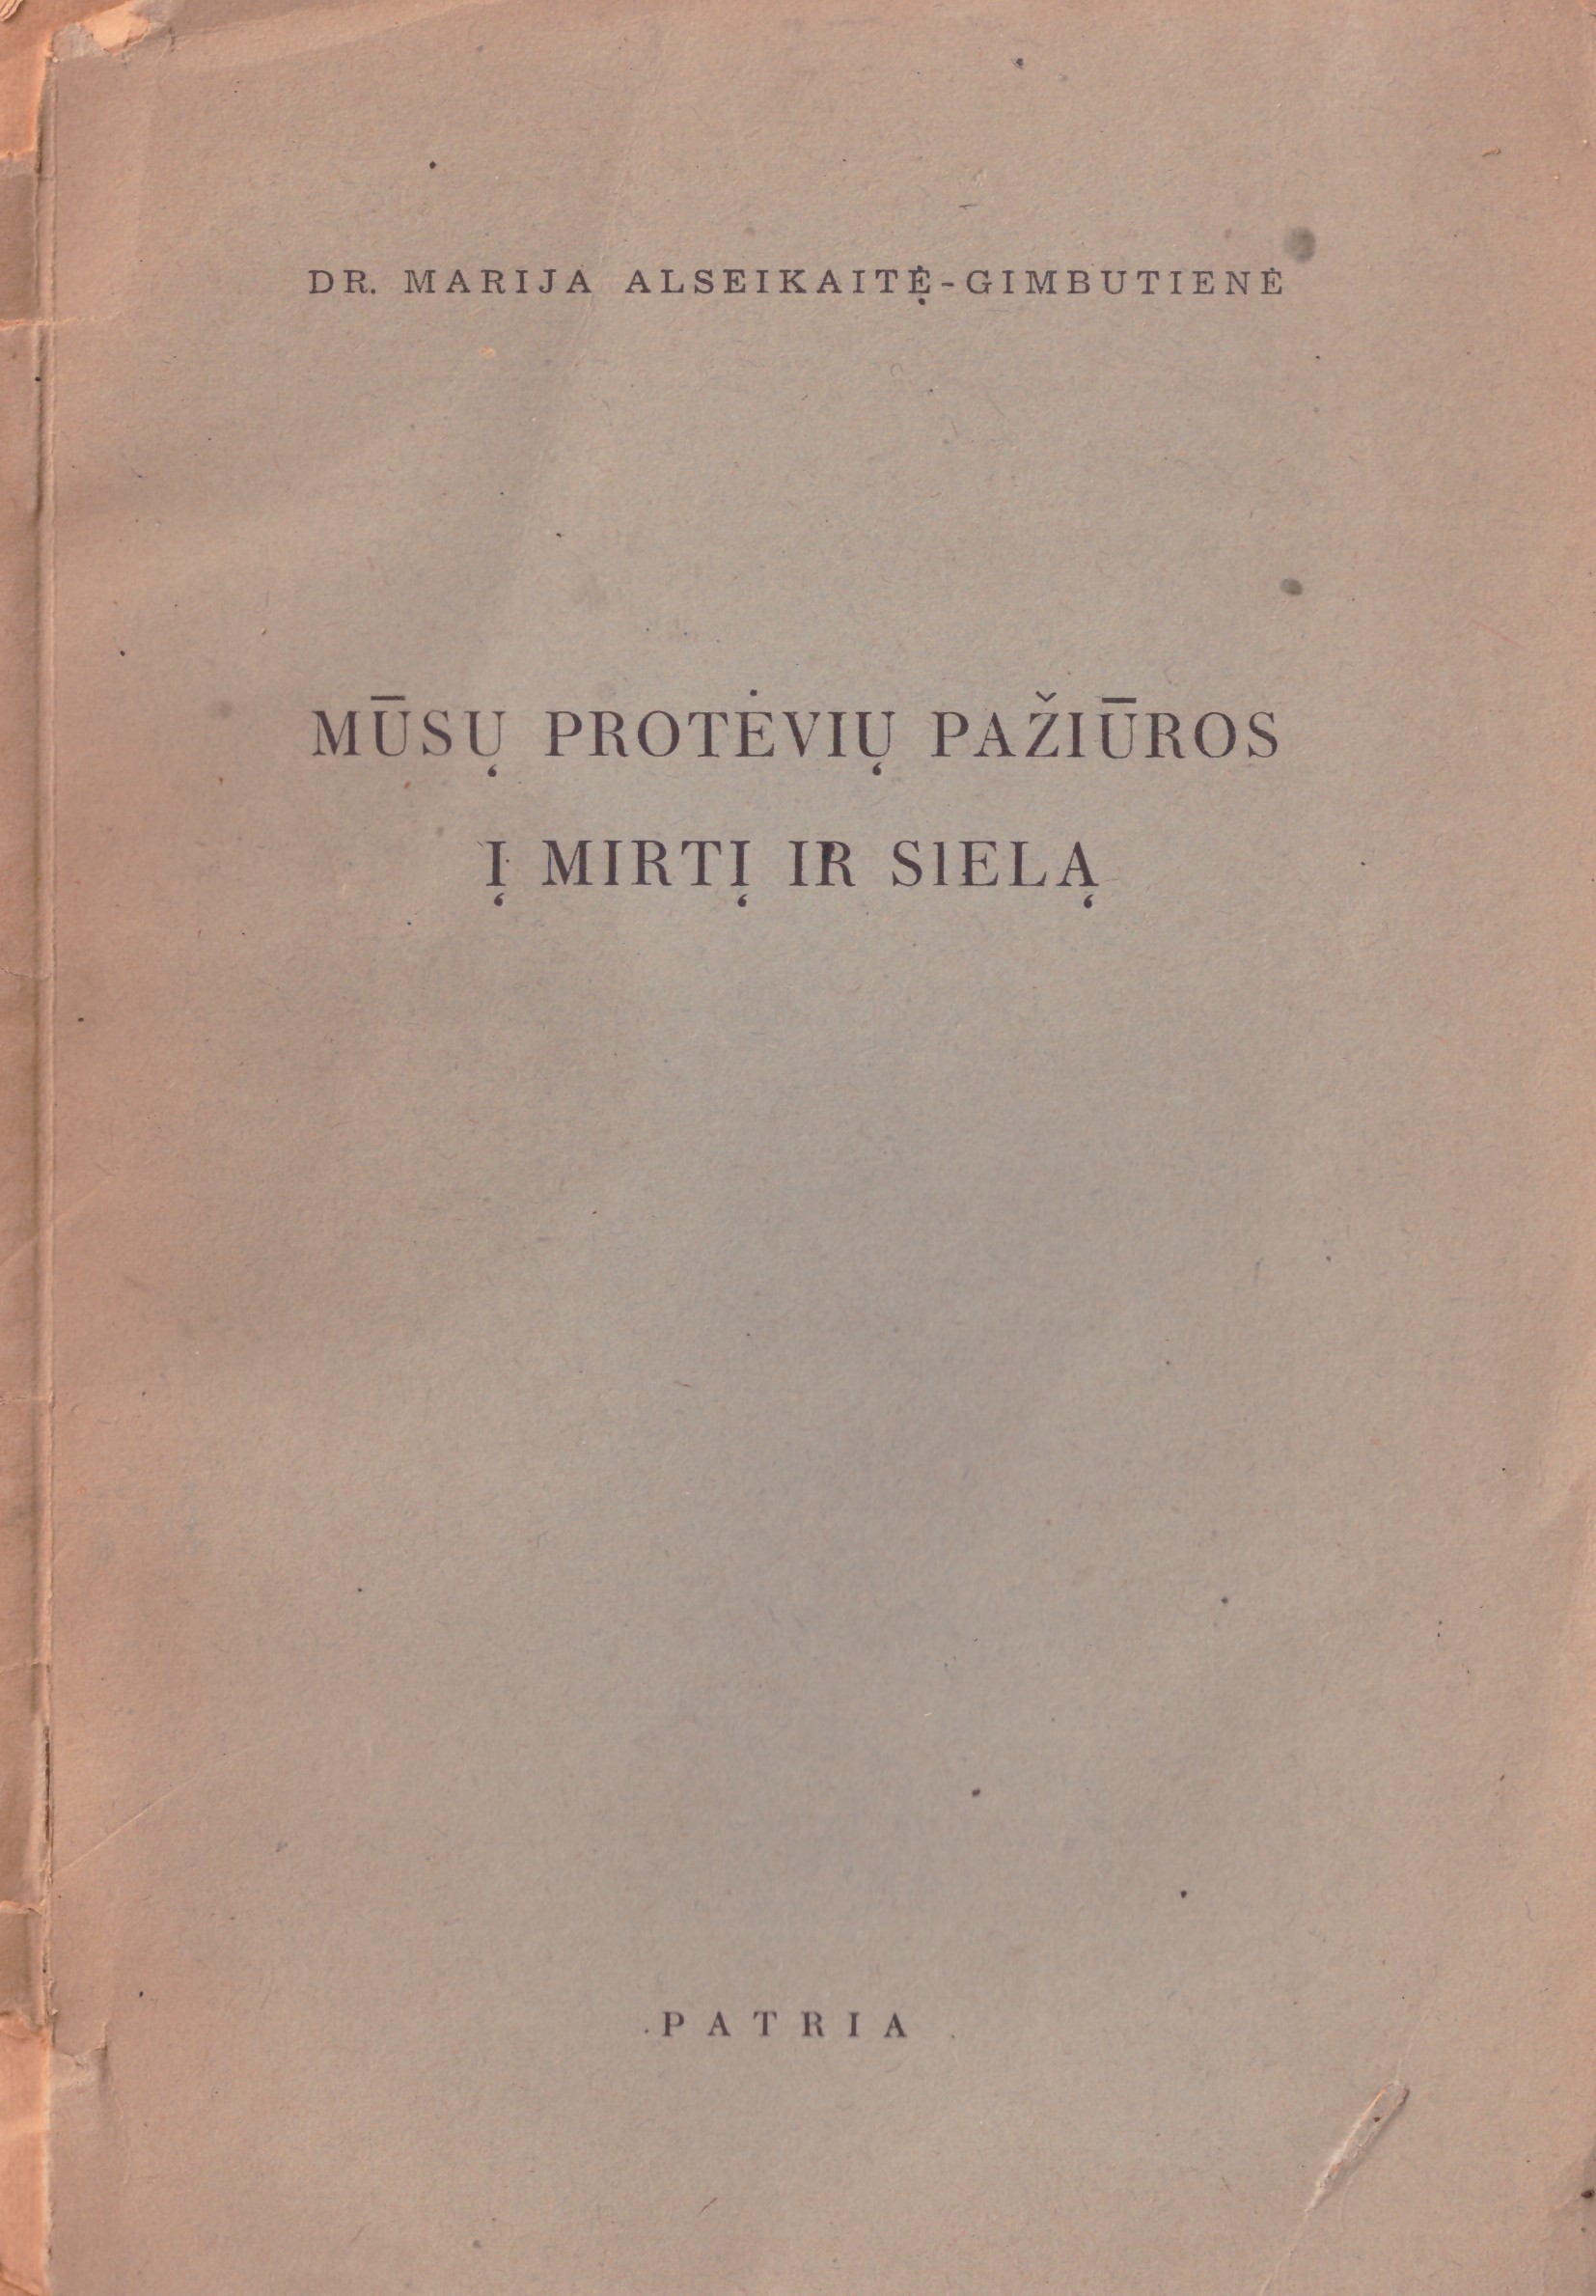 DR. MARIJA ALSEIKAITĖ-GIMBUTIENĖ
MŪSŲ PROTĖVIŲ PAŽIŪROS
Į MIRTĮ IR SIELĄ
PATRIA